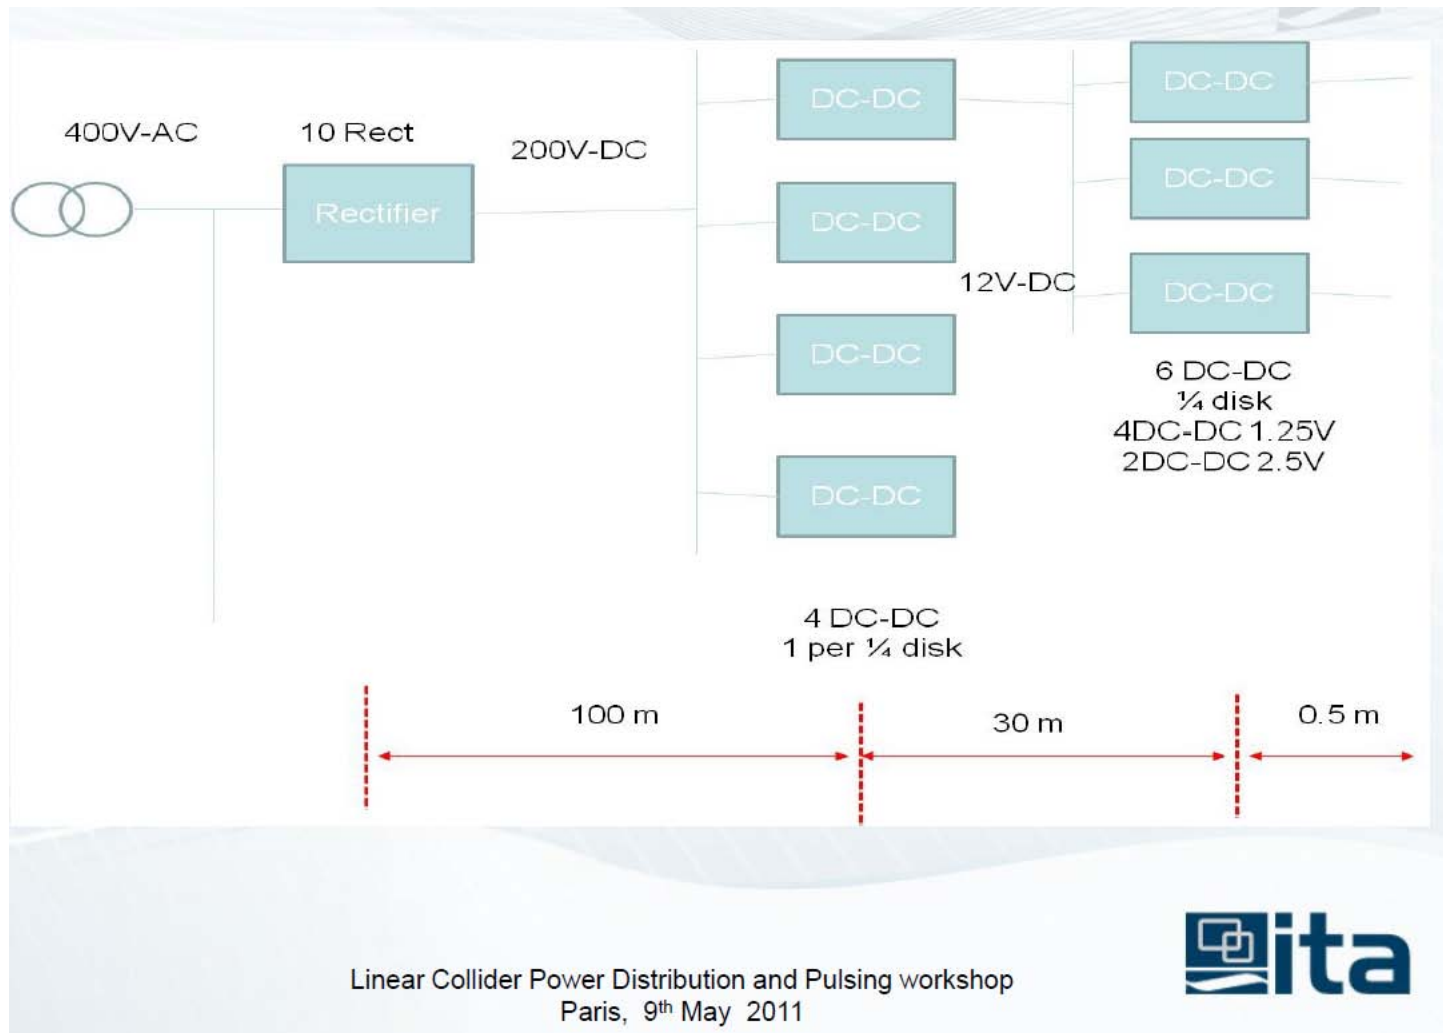 400V-AC
10 Rect
200V-DC
Rectifier
DC-DC
DC-DC
DC-DC
DC-DC
12V-DC
DC-DC
DC-DC
DC-DC
6 DC-DC
¼ disk
4DC-DC 1.25V
2DC-DC 2.5V
4 DC-DC
1 per ¼ disk
100 m
30 m
0.5 m
Linear Collider Power Distribution and Pulsing workshop
Paris, 9th May 2011
ita